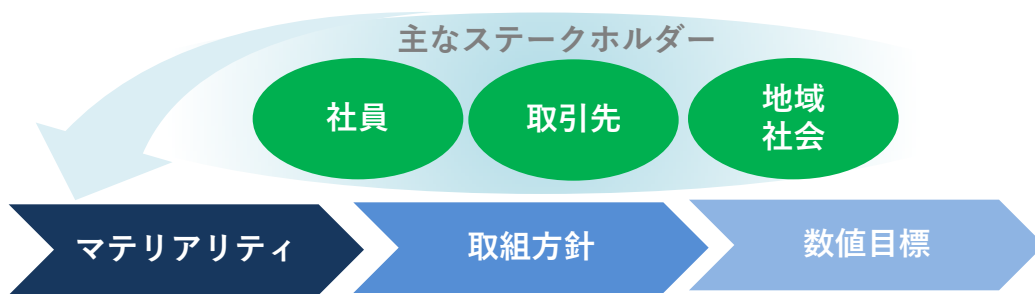 主なステークホルダー
社員
取引先
地域
社会
マテリアリティ
取組方針
数値目標